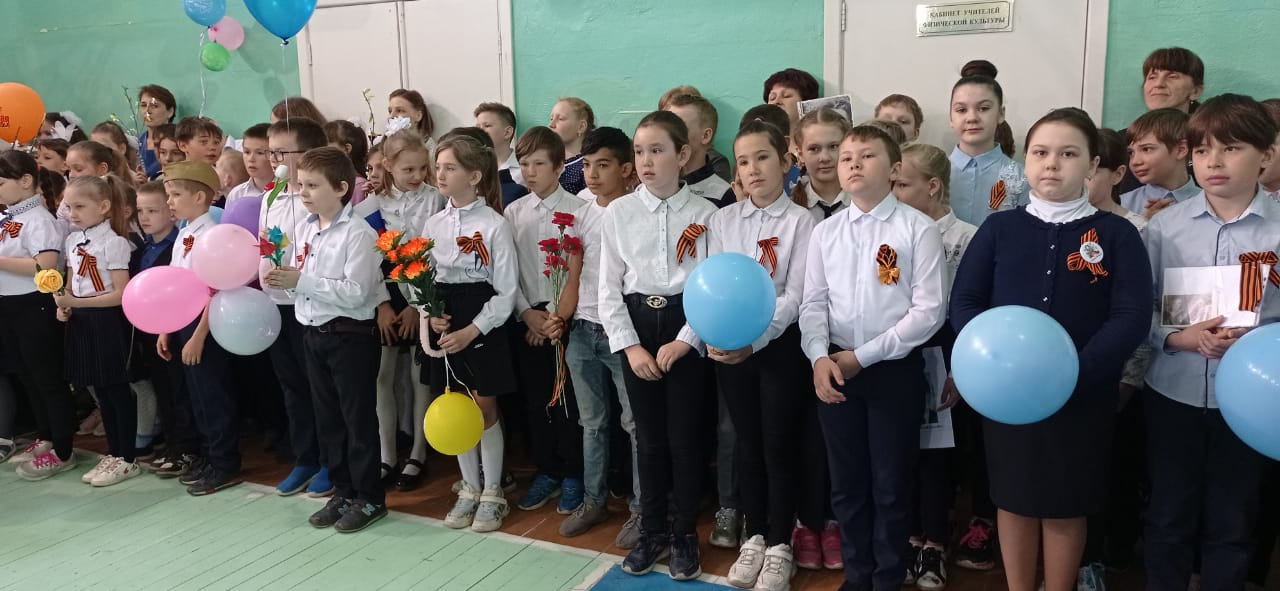 КАБИНЕТ УЧИТЕЛЕЙ
ФИЗИЧЕСКОЙ КУЛЬТУРЫ